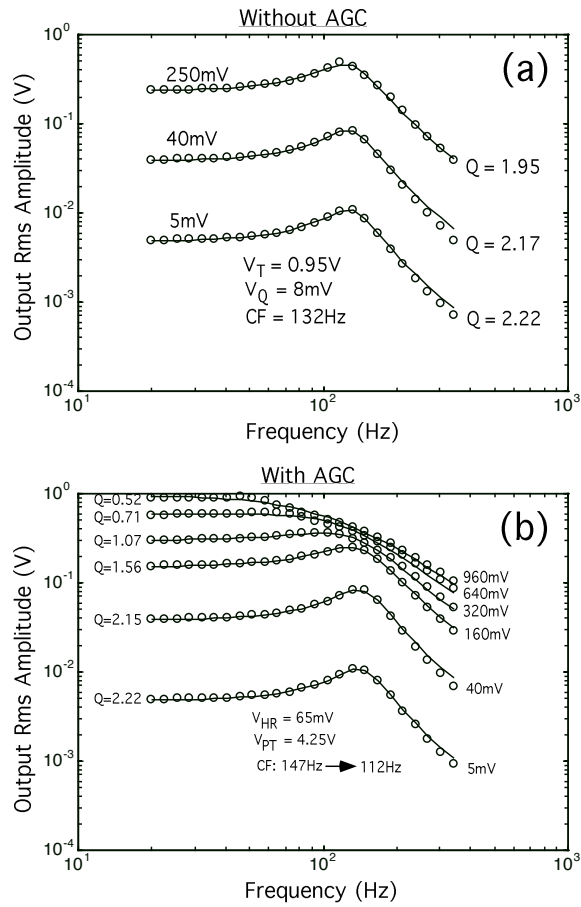 Without AGC
10^0
10^-1
10^-2
10^-3
10^-4
Output Rms Amplitude (V)
(a)
250mV
40mV
5mV
Q = 1.95
Q = 2.17
Q = 2.22
V_T = 0.95V
V_Q = 8mV
CF = 132Hz
10^1
10^2
10^3
Frequency (Hz)
With AGC
10^0
10^-1
10^-2
10^-3
10^-4
Output Rms Amplitude (V)
(b)
Q=0.52
Q=0.71
Q=1.07
Q=1.56
Q=2.15
Q=2.22
960mV
640mV
320mV
160mV
40mV
5mV
V_HR = 65mV
V_PT = 4.25V
CF: 147Hz → 112Hz
10^1
10^2
10^3
Frequency (Hz)